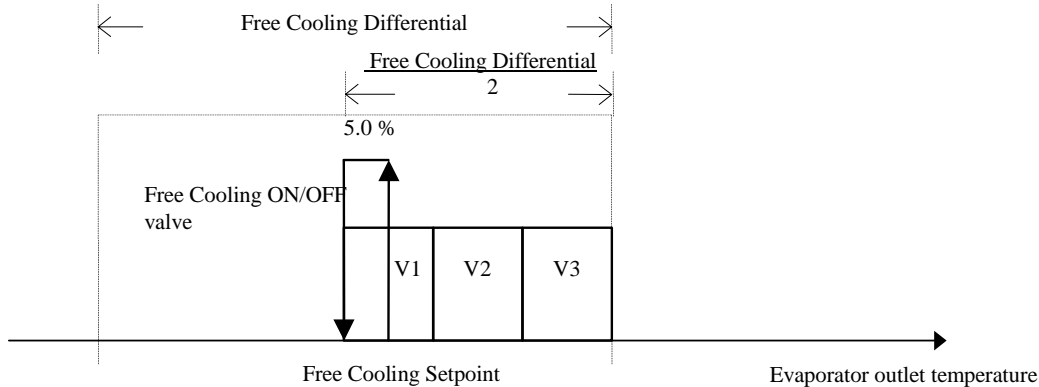 Free Cooling Differential
Free Cooling Differential
2
5.0 %
Free Cooling ON/OFF
valve
V1
V2
V3
Free Cooling Setpoint
Evaporator outlet temperature